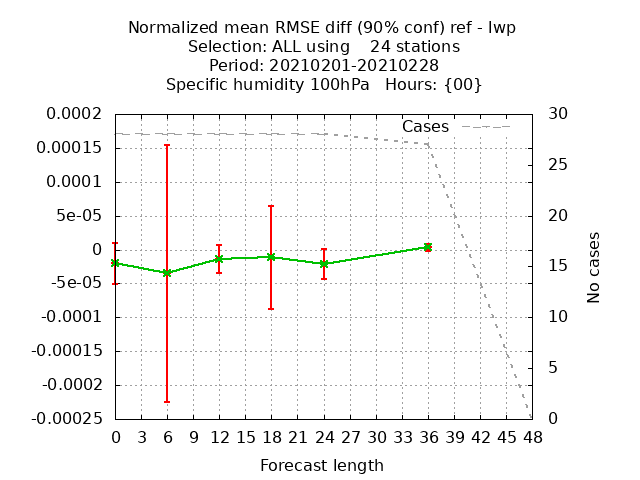 Normalized mean RMSE diff (90% conf) ref - lwp
Selection: ALL using    24 stations
Period: 20210201-20210228
Specific humidity 100hPa   Hours: {00}
Cases
0.0002
0.00015
0.0001
5e-05
0
-5e-05
-0.0001
-0.00015
-0.0002
-0.00025
30
25
20
15
10
5
0
No cases
0 3 6 9 12 15 18 21 24 27 30 33 36 39 42 45 48
Forecast length